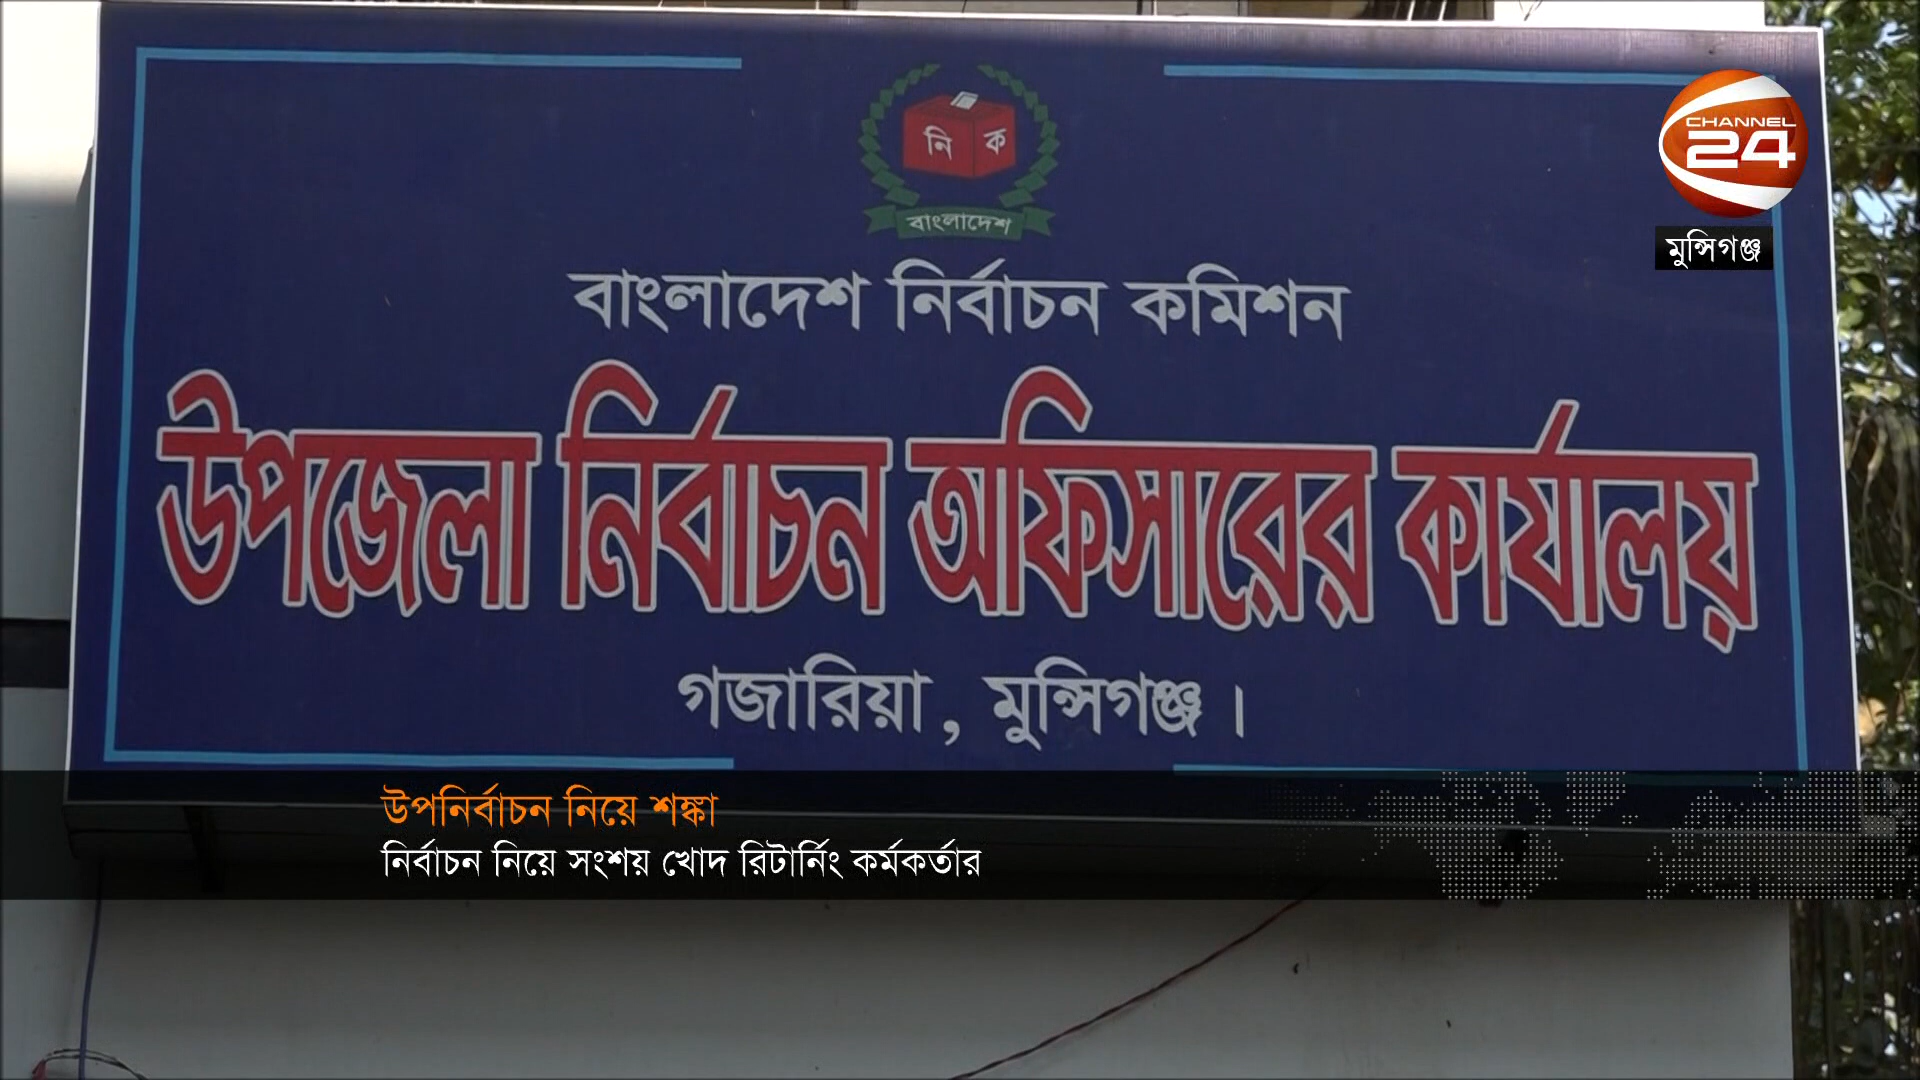 নি ক
বাংলাদেশ
বাংলাদেশ নির্বাচন কমিশন
উপজেলা নির্বাচন অফিসারের কার্যালয়
গজারিয়া, মুন্সিগঞ্জ।
CHANNEL
24
মুন্সিগঞ্জ
উপনির্বাচন নিয়ে শঙ্কা
নির্বাচন নিয়ে সংশয় খোদ রিটার্নিং কর্মকর্তার